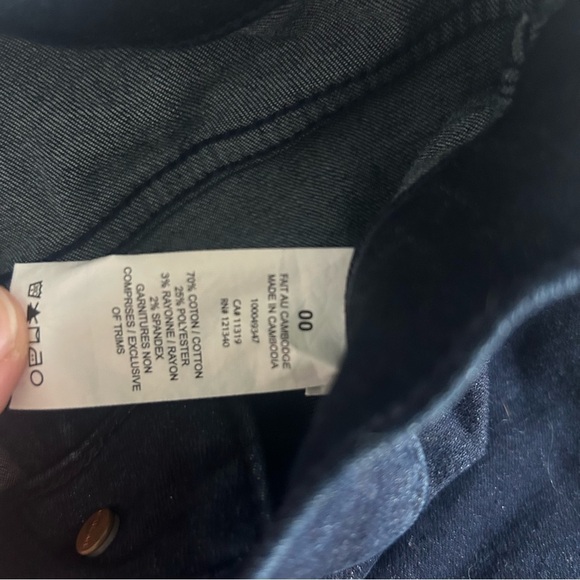 00
FAIT AU CAMBODGE
MADE IN CAMBODIA
100049347
CA# 11319
RN# 121340
70% COTON / COTTON
25% POLYESTER
3% RAYONNE / RAYON
2% SPANDEX
GARNITURES NON
COMPRISES / EXCLUSIVE
OF TRIMS